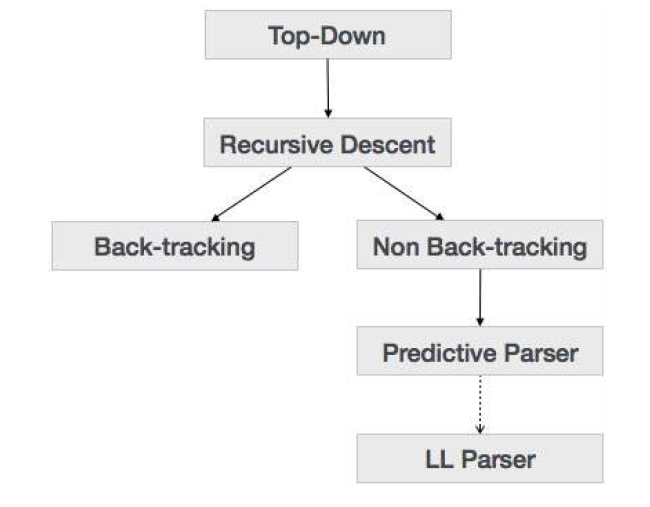 Top-Down
Recursive Descent
Back-tracking
Non Back-tracking
Predictive Parser
LL Parser